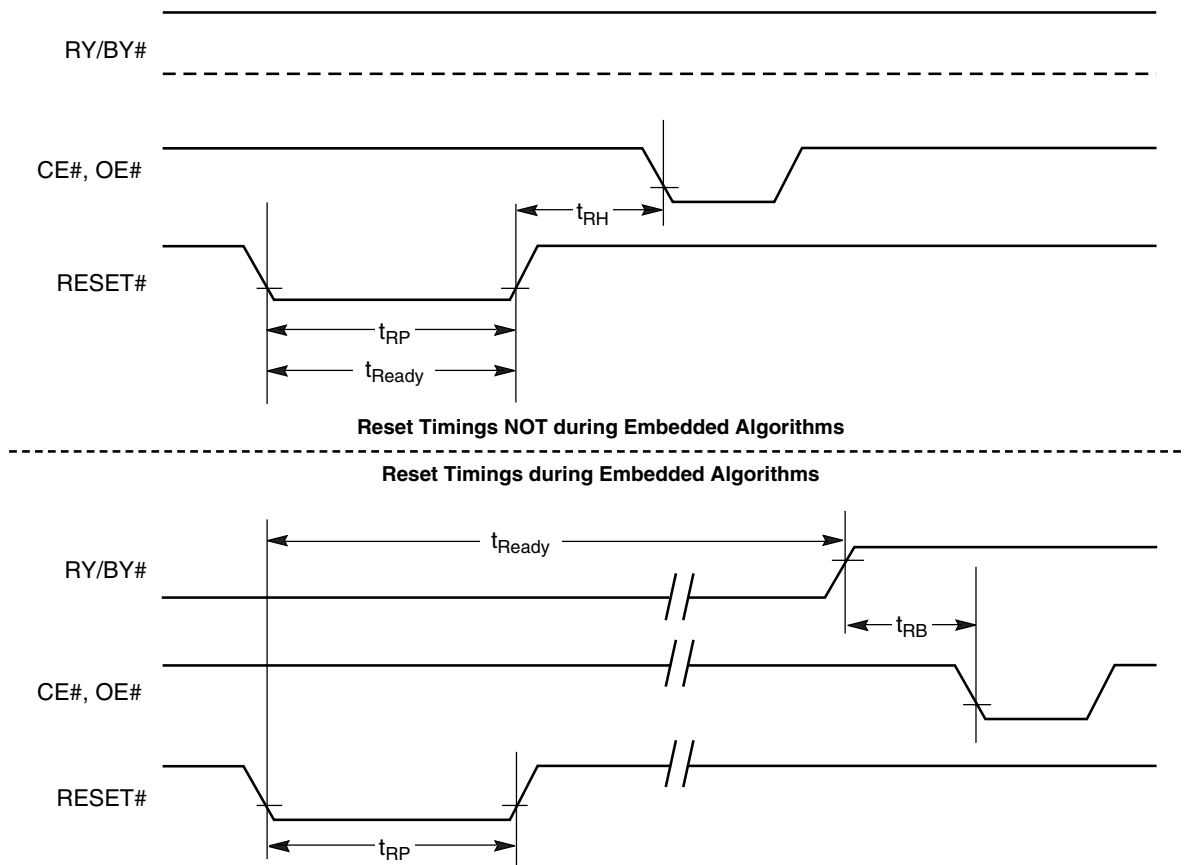 RY/BY#
CE#, OE#
tRH
RESET#
tRP
tReady
Reset Timings NOT during Embedded Algorithms
Reset Timings during Embedded Algorithms
tReady
RY/BY#
tRB
CE#, OE#
RESET#
tRP